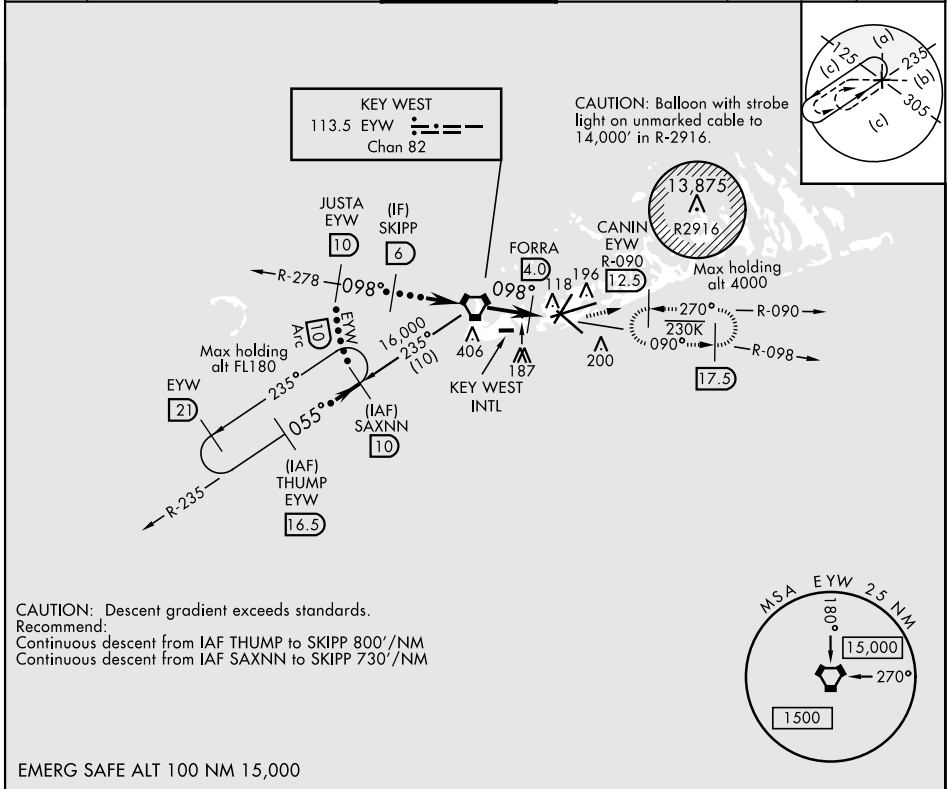 KEY WEST
113.5 EYW
Chan 82
CAUTION: Balloon with strobe
light on unmarked cable to
14,000' in R-2916.
125
(a)
235
(b)
305
(c)
(c)
13,875
R2916
JUSTA
EYW
10
(IF)
SKIPP
6
FORRA
4.0
CANIN
EYW
R-090
12.5
Max holding
alt 4000
R-278
098°
098°
118
196
270°
230K
090°
R-090
R-098
17.5
200
187
406
KEY WEST
INTL
EYW
10
Arc
16,000
235°
(10)
Max holding
alt FL180
EYW
21
235°
055°
(IAF)
SAXNN
10
(IAF)
THUMP
EYW
16.5
R-235
CAUTION: Descent gradient exceeds standards.
Recommend:
Continuous descent from IAF THUMP to SKIPP 800'/NM
Continuous descent from IAF SAXNN to SKIPP 730'/NM
MSA EYW 25 NM
180°
15,000
270°
1500
EMERG SAFE ALT 100 NM 15,000